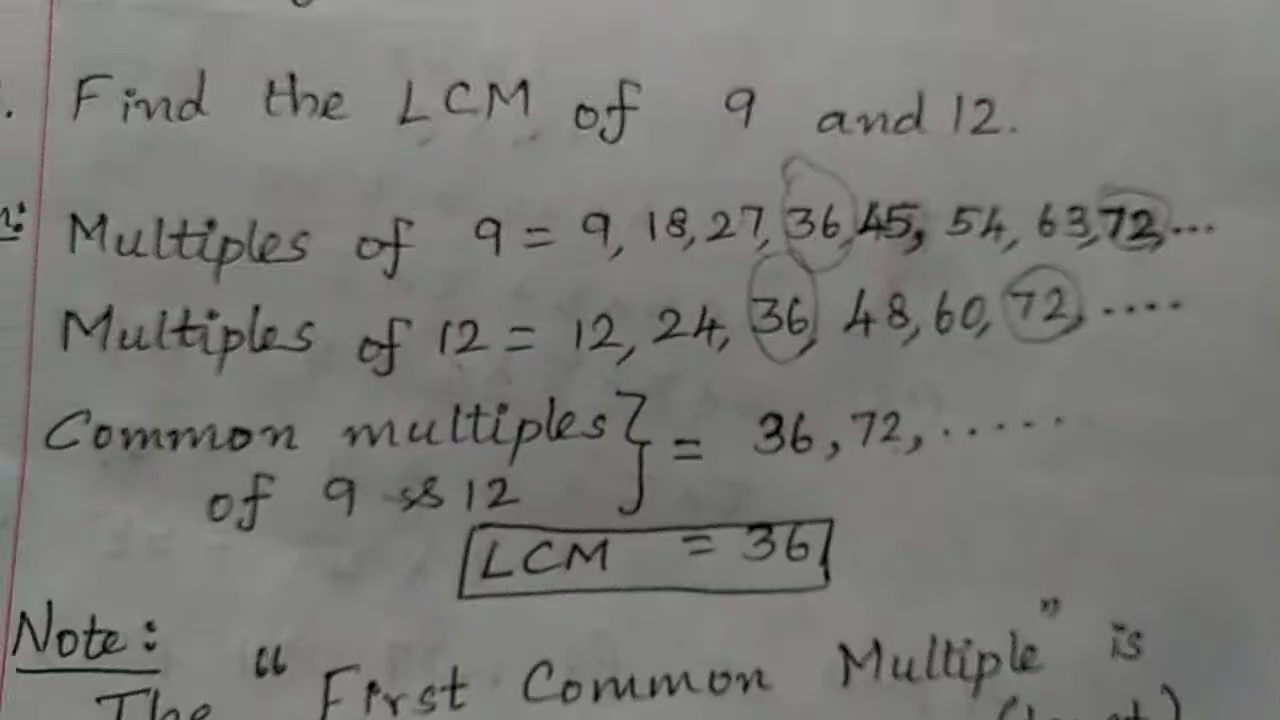 Find the LCM of 9 and 12.
Multiples of 9 = 9, 18, 27, 36, 45, 54, 63, 72, ...
Multiples of 12 = 12, 24, 36, 48, 60, 72, ....
Common multiples } = 36, 72, .....
of 9 & 12
LCM = 36
Note:
The "First Common Multiple" is